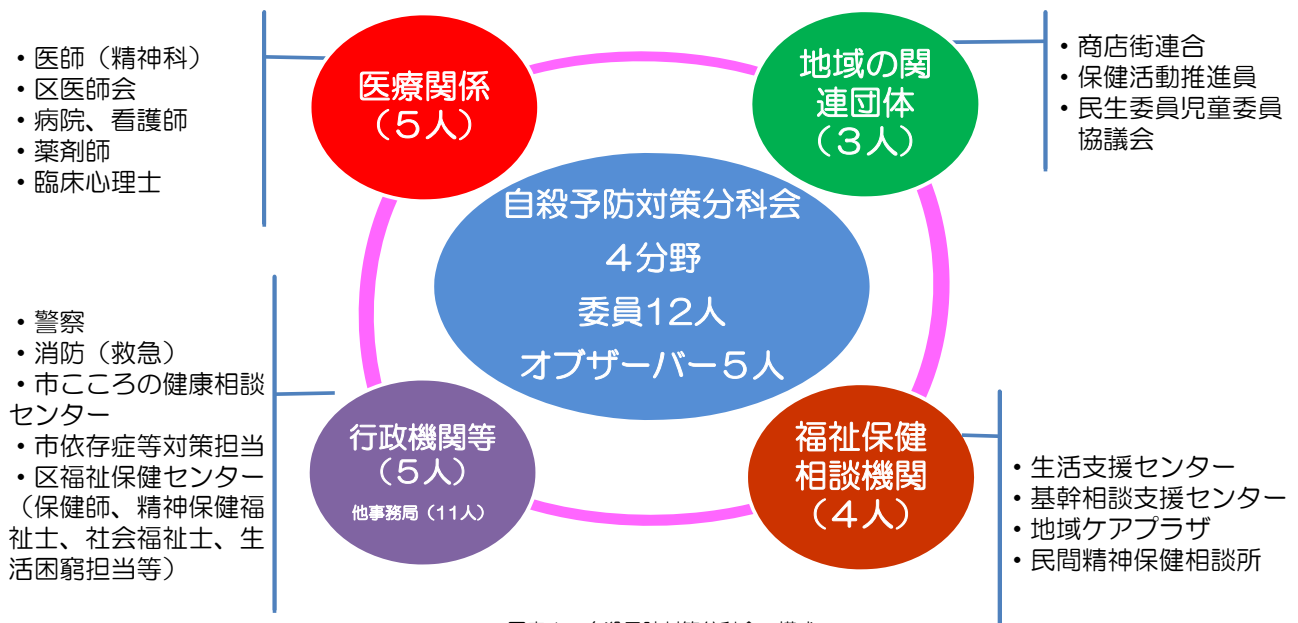 ・医師（精神科）
・区医師会
・病院、看護師
・薬剤師
・臨床心理士
医療関係
（５人）
地域の関
連団体
（３人）
・商店街連合
・保健活動推進員
・民生委員児童委員
協議会
自殺予防対策分科会
４分野
委員12人
オブザーバー５人
・警察
・消防（救急）
・市こころの健康相談
センター
・市依存症等対策担当
・区福祉保健センター
（保健師、精神保健福
祉士、社会福祉士、生
活困窮担当等）
行政機関等
（５人）
他事務局（11人）
福祉保健
相談機関
（４人）
・生活支援センター
・基幹相談支援センター
・地域ケアプラザ
・民間精神保健相談所